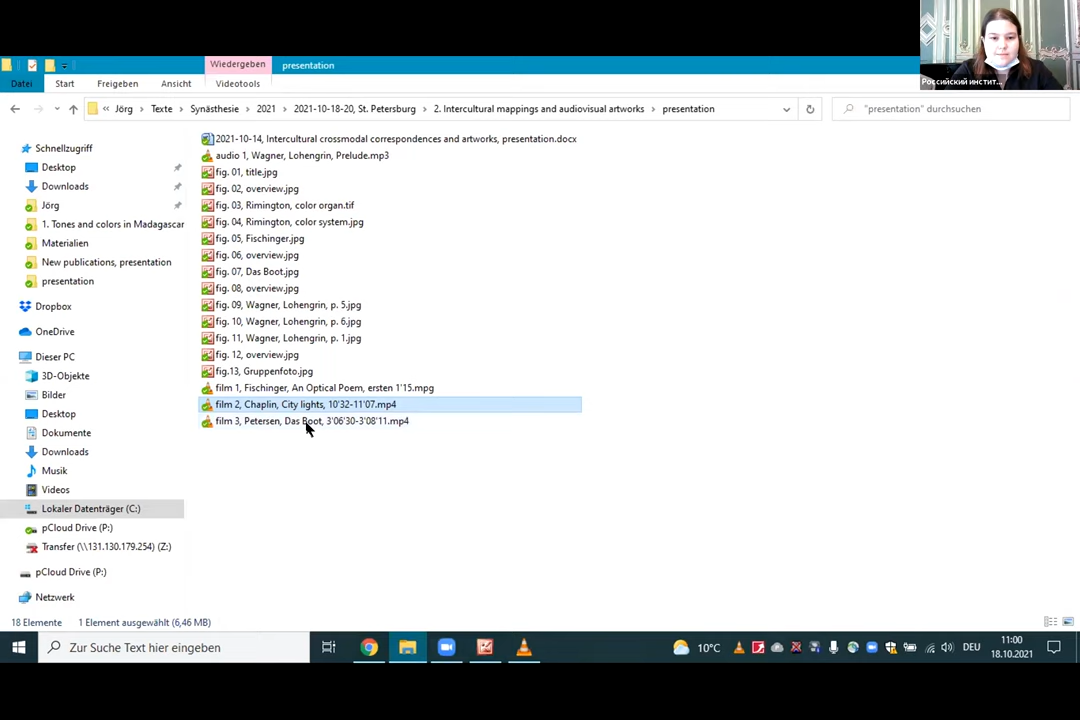 Российский инстит...
Wiedergeben
presentation
Datei
Start
Freigeben
Ansicht
Videotools
« Jörg > Texte > Synästhesie > 2021 > 2021-10-18-20, St. Petersburg > 2. Intercultural mappings and audiovisual artworks > presentation
"presentation" durchsuchen
Schnellzugriff
Desktop
Downloads
Jörg
1. Tones and colors in Madagascar
Materialien
New publications, presentation
presentation
Dropbox
OneDrive
Dieser PC
3D-Objekte
Bilder
Desktop
Dokumente
Downloads
Musik
Videos
Lokaler Datenträger (C:)
pCloud Drive (P:)
Transfer (\\131.130.179.254) (Z:)
pCloud Drive (P:)
Netzwerk
2021-10-14, Intercultural crossmodal correspondences and artworks, presentation.docx
audio 1, Wagner, Lohengrin, Prelude.mp3
fig. 01, title.jpg
fig. 02, overview.jpg
fig. 03, Rimington, color organ.tif
fig. 04, Rimington, color system.jpg
fig. 05, Fischinger.jpg
fig. 06, overview.jpg
fig. 07, Das Boot.jpg
fig. 08, overview.jpg
fig. 09, Wagner, Lohengrin, p. 5.jpg
fig. 10, Wagner, Lohengrin, p. 6.jpg
fig. 11, Wagner, Lohengrin, p. 1.jpg
fig. 12, overview.jpg
fig.13, Gruppenfoto.jpg
film 1, Fischinger, An Optical Poem, ersten 1'15.mpg
film 2, Chaplin, City lights, 10'32-11'07.mp4
film 3, Petersen, Das Boot, 3'06'30-3'08'11.mp4
18 Elemente
1 Element ausgewählt (6,46 MB)
Zur Suche Text hier eingeben
10°C
DEU
11:00
18.10.2021